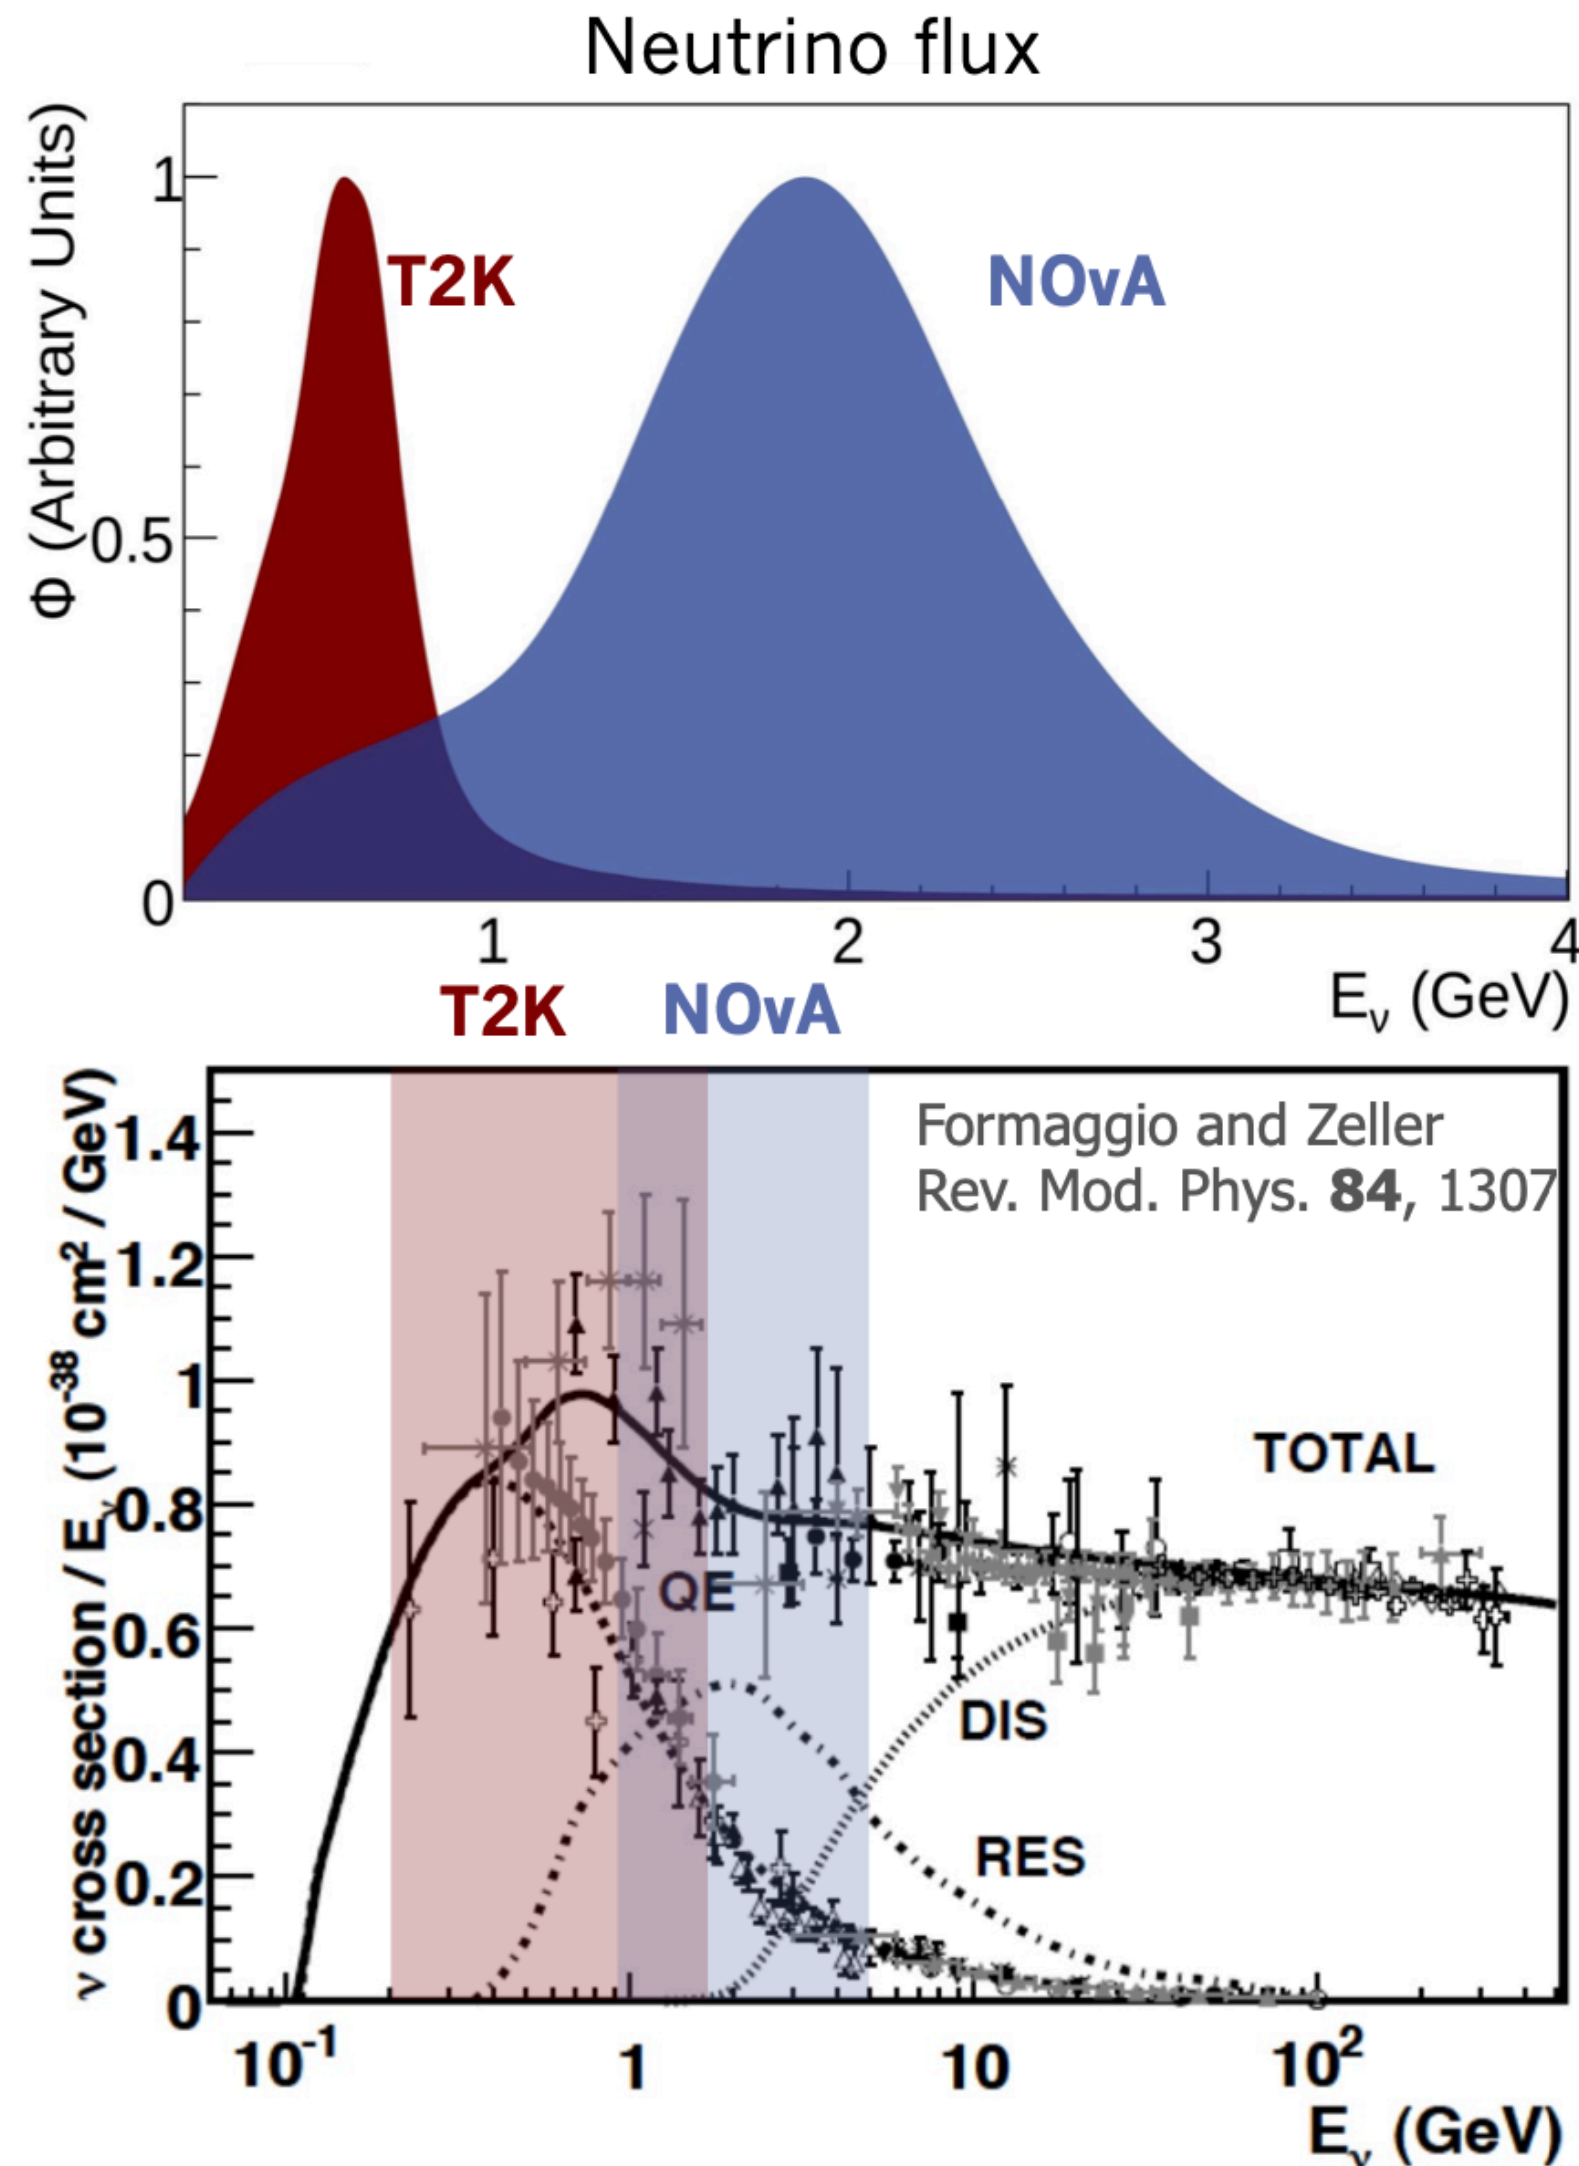 Neutrino flux
Φ (Arbitrary Units)
1
0.5
0
T2K
NOνA
1 2 3 4
Eν (GeV)
T2K NOνA
ν cross section / Eν (10⁻³⁸ cm² / GeV)
1.4
1.2
1
0.8
0.6
0.4
0.2
0
Formaggio and Zeller
Rev. Mod. Phys. 84, 1307
TOTAL
QE
DIS
RES
10⁻¹ 1 10 10²
Eν (GeV)